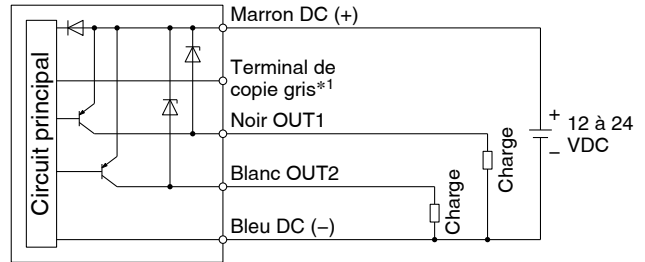 Marron DC (+)
Terminal de
copie gris*1
Noir OUT1
Blanc OUT2
Bleu DC (−)
Circuit principal
Charge
Charge
+ 12 à 24
− VDC